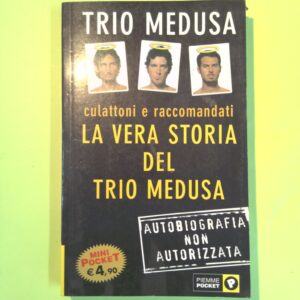 TRIO MEDUSA
culattoni e raccomandati
LA VERA STORIA
DEL
TRIO MEDUSA
AUTOBIOGRAFIA
NON
AUTORIZZATA
MINI
POCKET
€ 4,90
PIEMME
POCKET
P